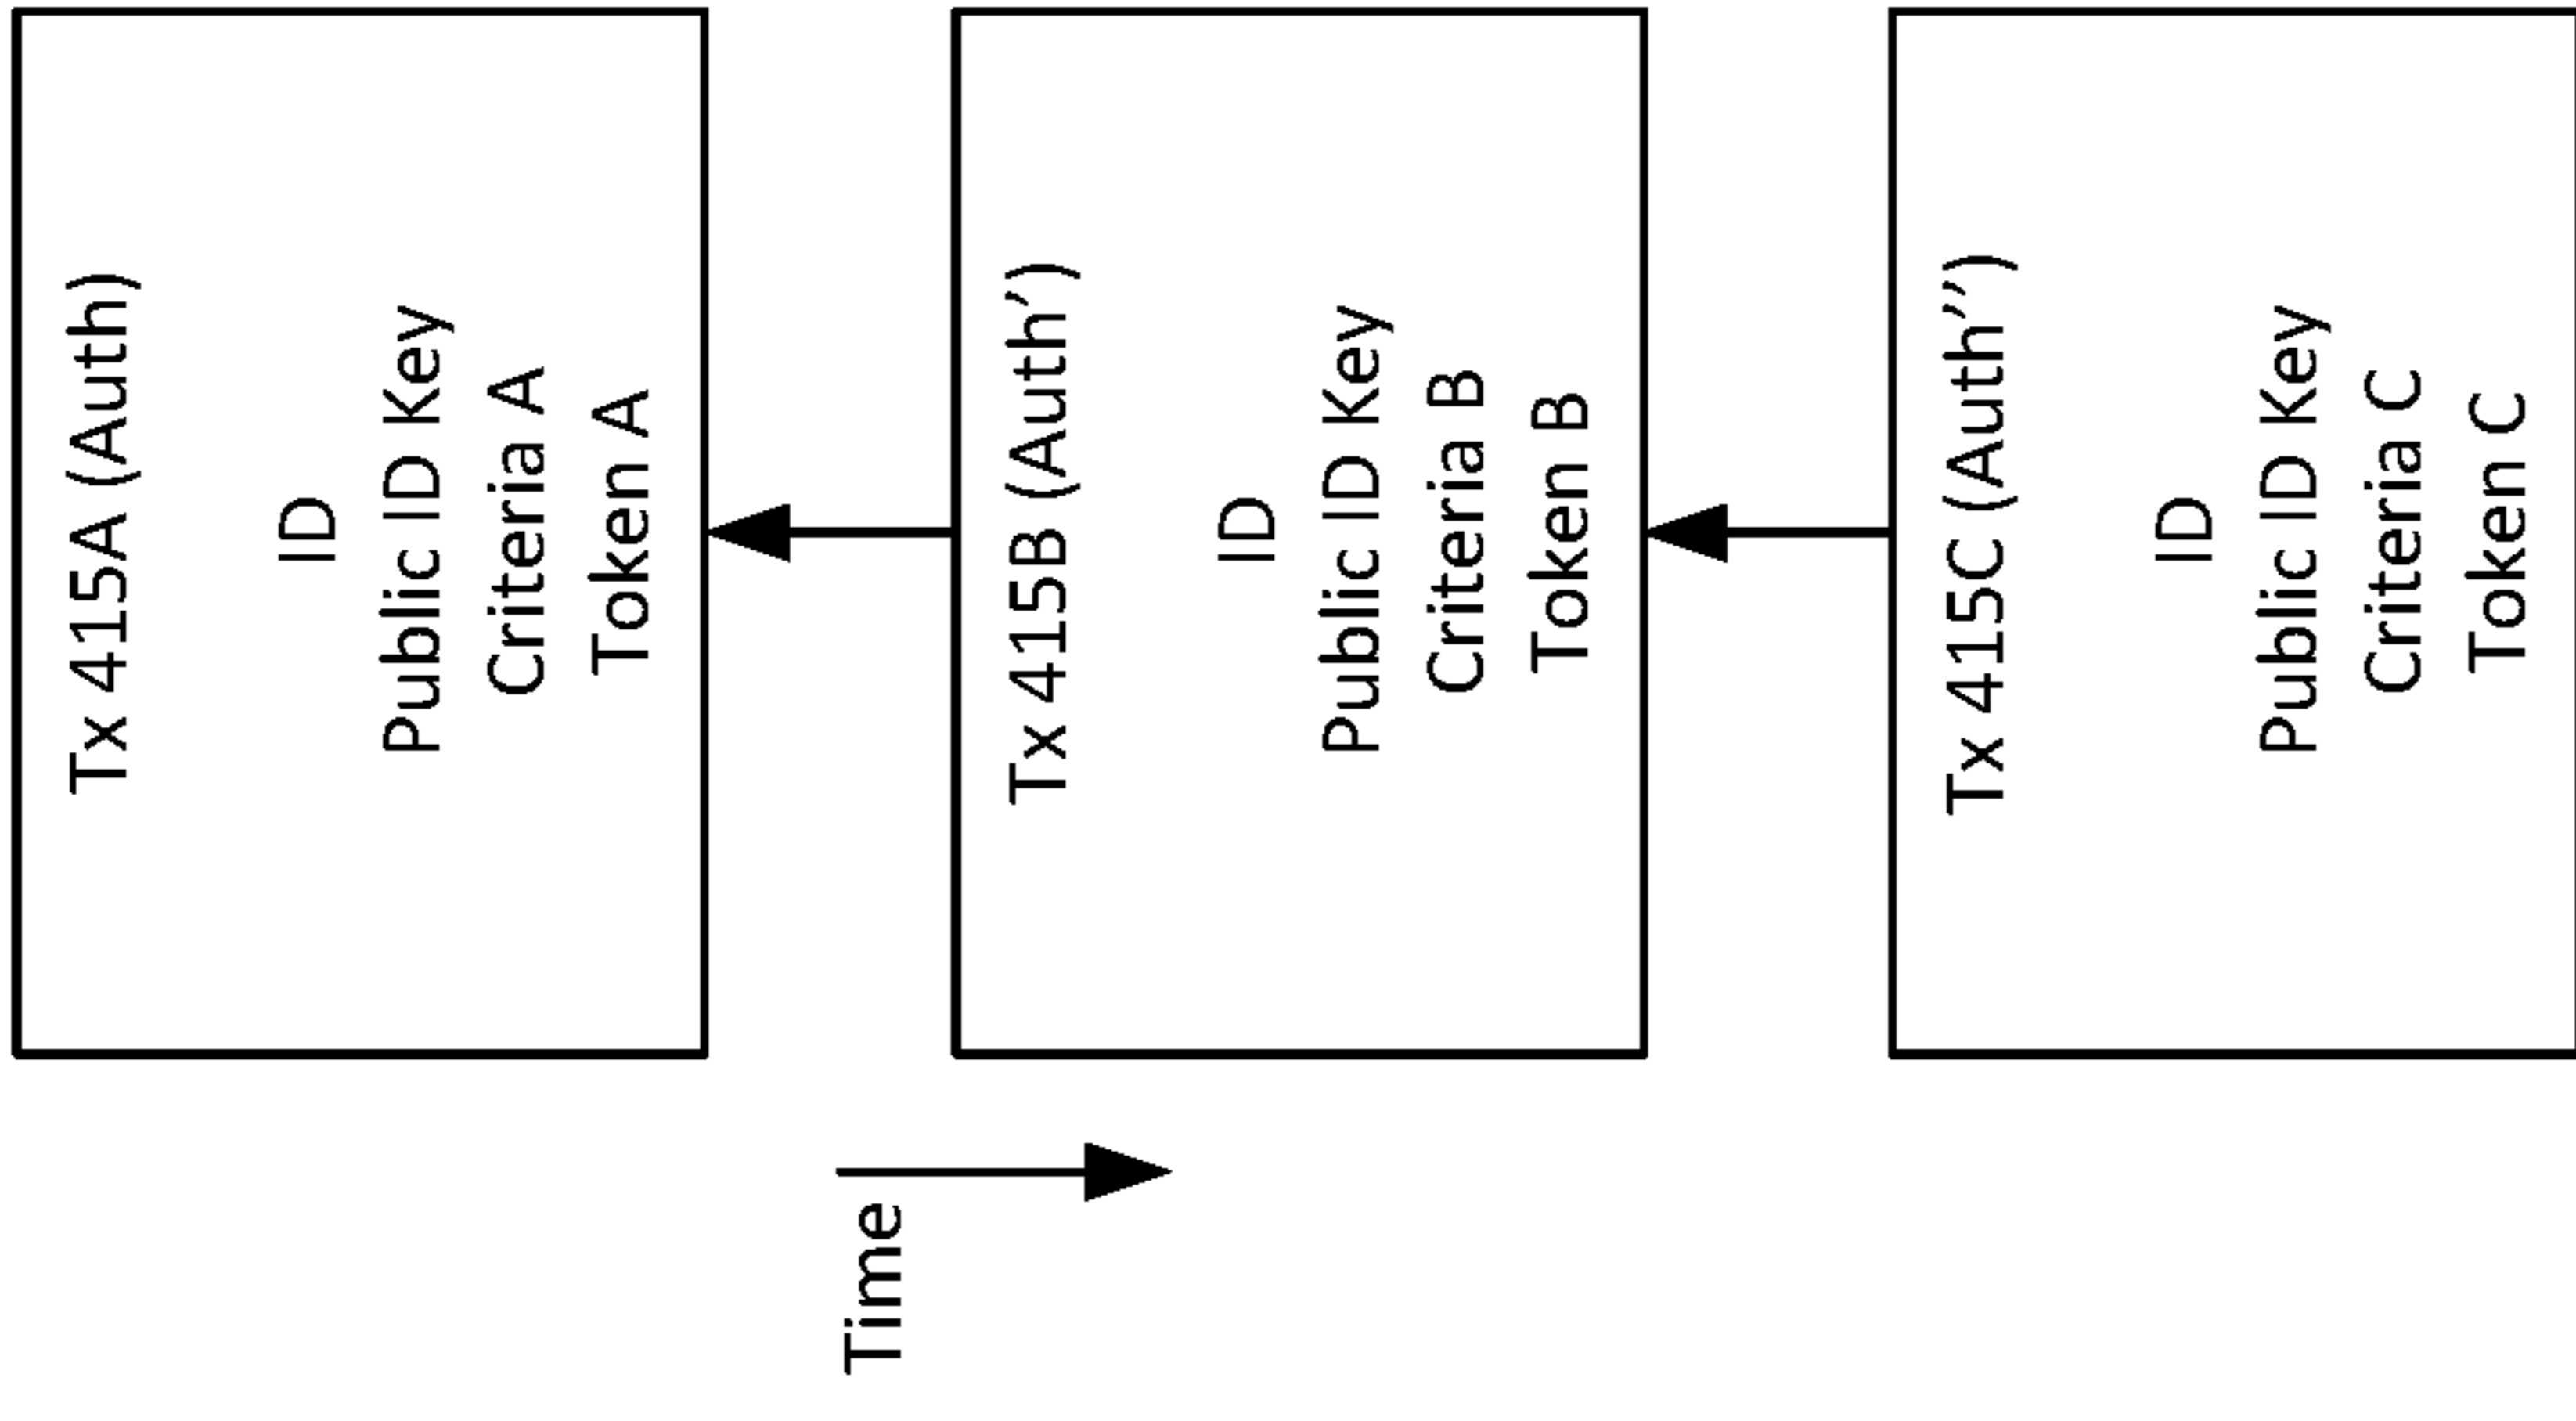 Tx 415A (Auth)
ID
Public ID Key
Criteria A
Token A
Time
Tx 415B (Auth’)
ID
Public ID Key
Criteria B
Token B
Tx 415C (Auth’’)
ID
Public ID Key
Criteria C
Token C